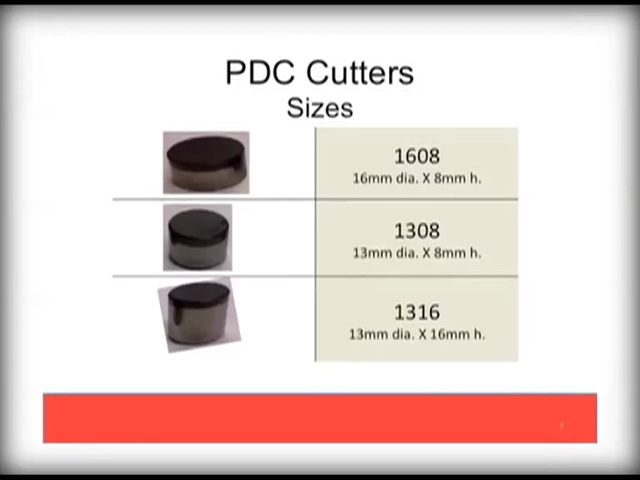 PDC Cutters
Sizes
1608
16mm dia. X 8mm h.
1308
13mm dia. X 8mm h.
1316
13mm dia. X 16mm h.